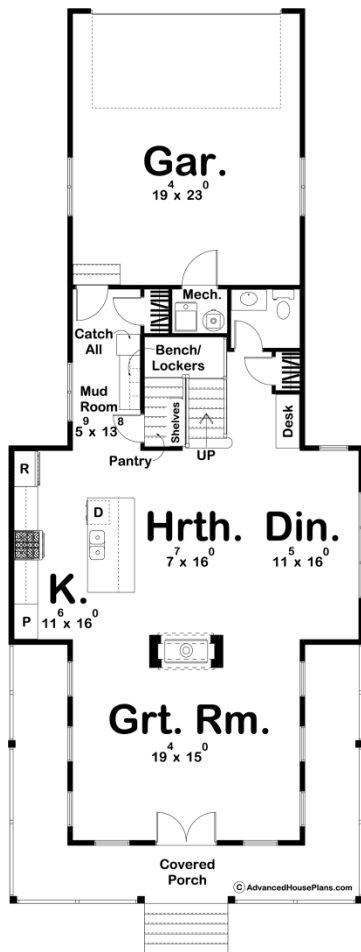 Gar.
19⁴ x 23⁰
Mech.
Catch
All
Bench/
Lockers
Mud
Room
5⁹ x 13⁸
Shelves
Desk
Pantry
UP
R
D
Hrth.
7⁷ x 16⁰
Din.
11⁵ x 16⁰
K.
11⁶ x 16⁰
P
Grt. Rm.
19⁴ x 15⁰
Covered
Porch
© AdvancedHousePlans.com